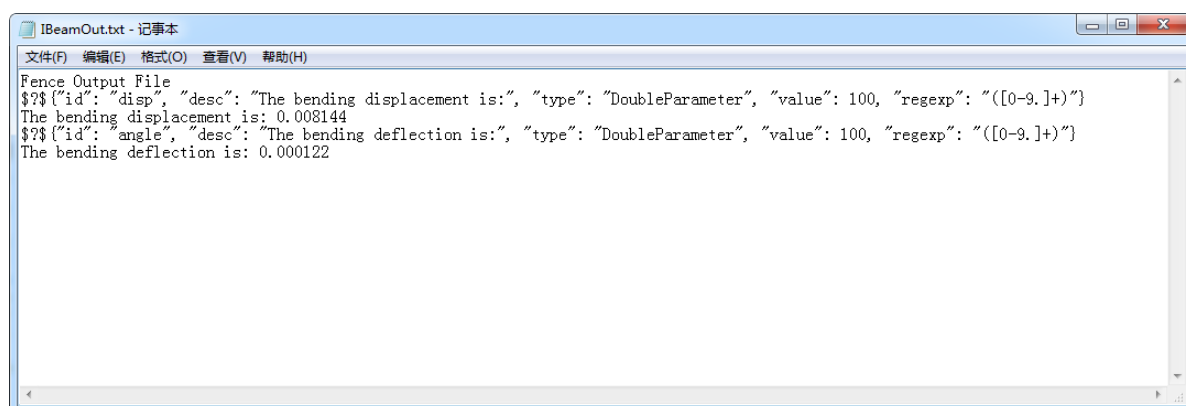 IBeamOut.txt - 记事本
文件(F) 编辑(E) 格式(O) 查看(V) 帮助(H)
Fence Output File
$?${"id": "disp", "desc": "The bending displacement is:", "type": "DoubleParameter", "value": 100, "regexp": "([0-9.]+)"}
The bending displacement is: 0.008144
$?${"id": "angle", "desc": "The bending deflection is:", "type": "DoubleParameter", "value": 100, "regexp": "([0-9.]+)"}
The bending deflection is: 0.000122